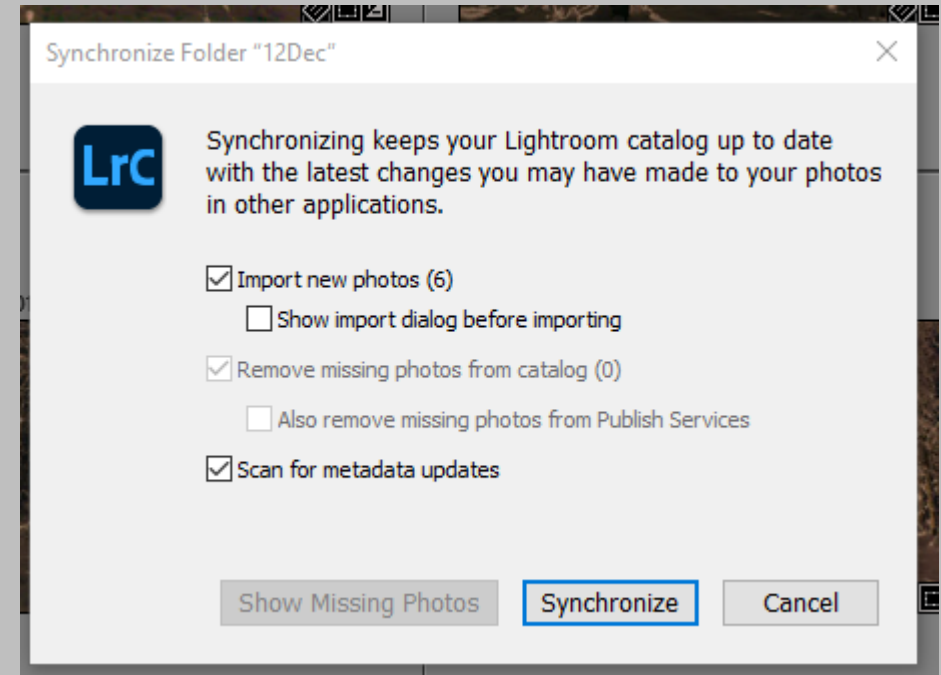 Synchronize Folder “12Dec”
LrC
Synchronizing keeps your Lightroom catalog up to date
with the latest changes you may have made to your photos
in other applications.
Import new photos (6)
Show import dialog before importing
Remove missing photos from catalog (0)
Also remove missing photos from Publish Services
Scan for metadata updates
Show Missing Photos
Synchronize
Cancel